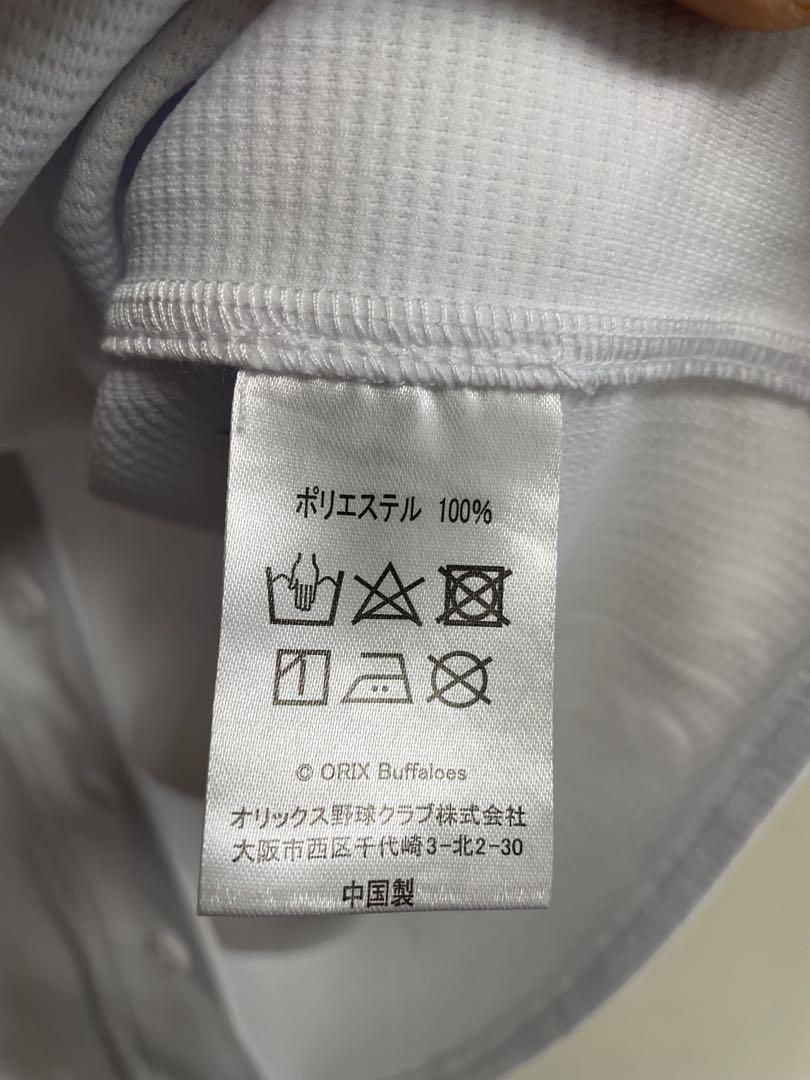 ポリエステル 100%
© ORIX Buffaloes
オリックス野球クラブ株式会社
大阪市西区千代崎3-北2-30
中国製